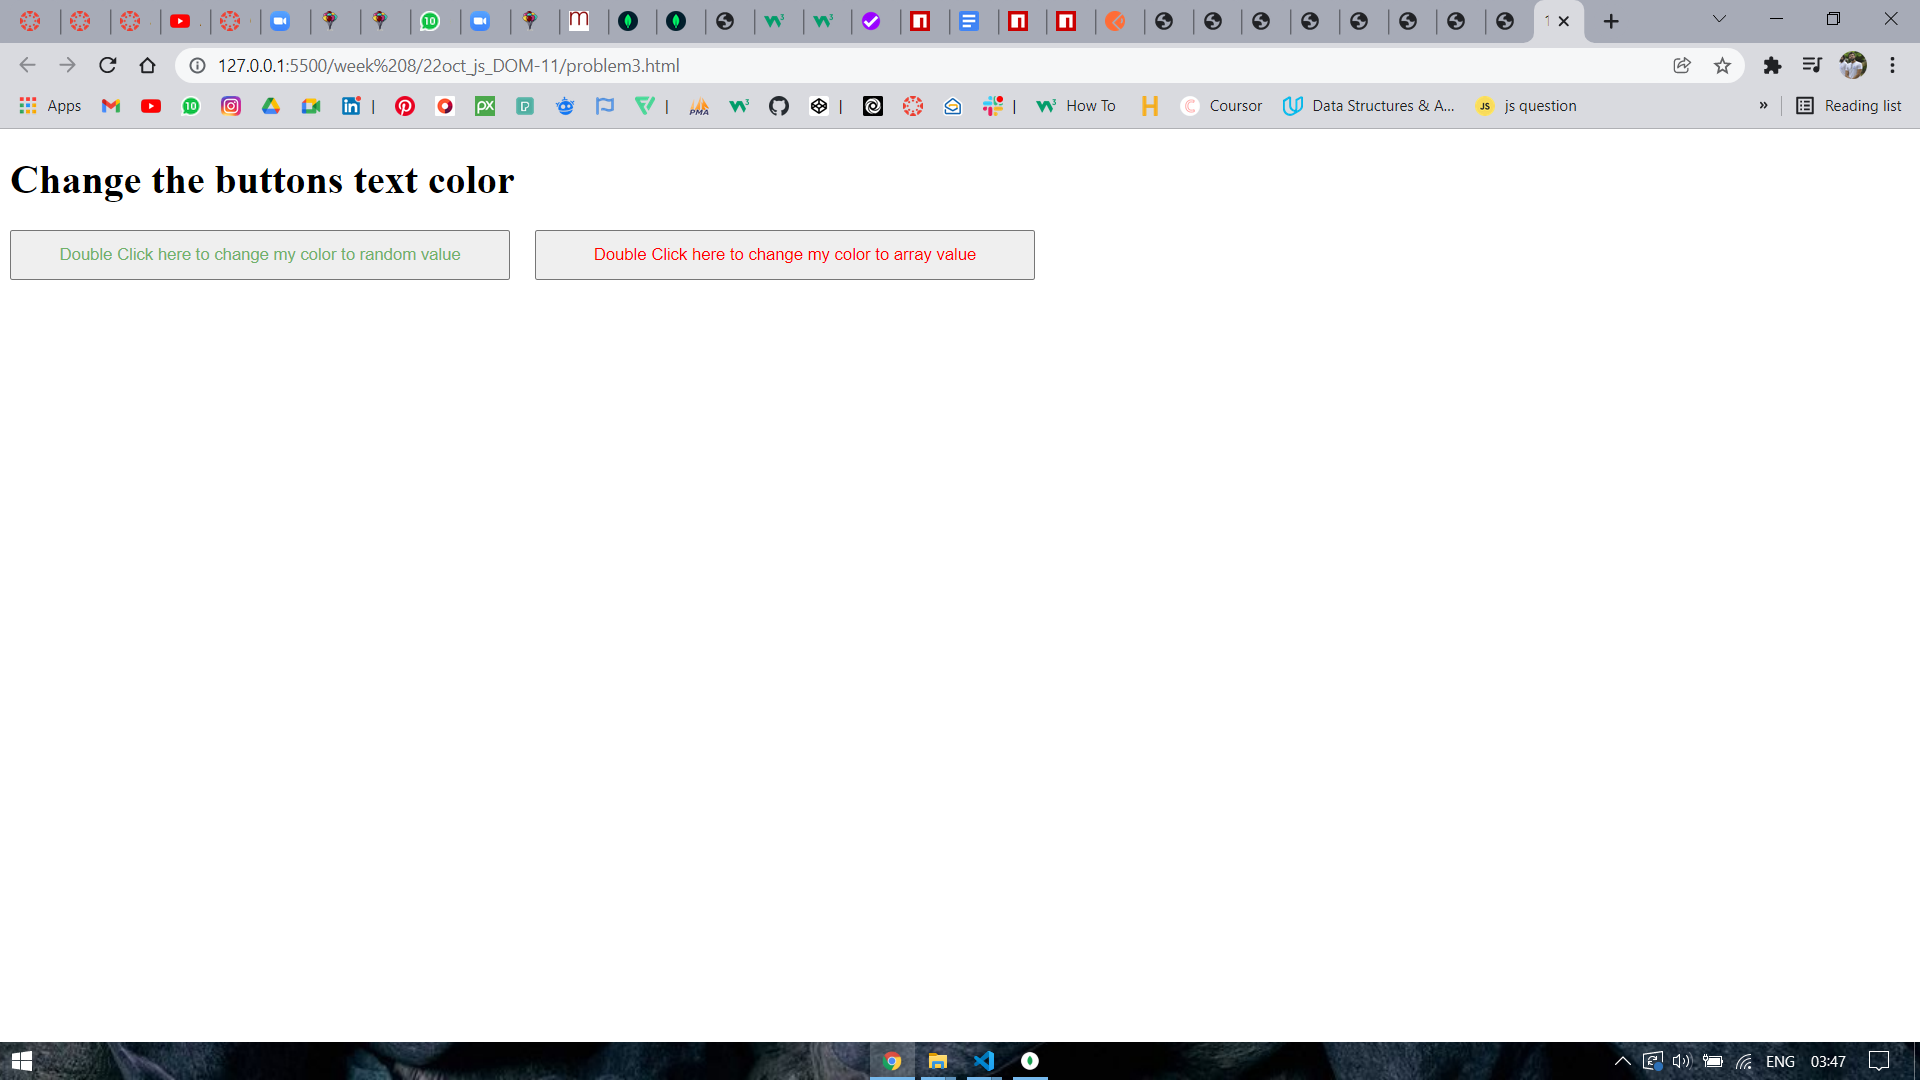 127.0.0.1:5500/week%208/22oct_js_DOM-11/problem3.html
Apps | | PMA | | How To Coursor Data Structures & A... JS js question » Reading list
Change the buttons text color
Double Click here to change my color to random value Double Click here to change my color to array value
ENG 03:47